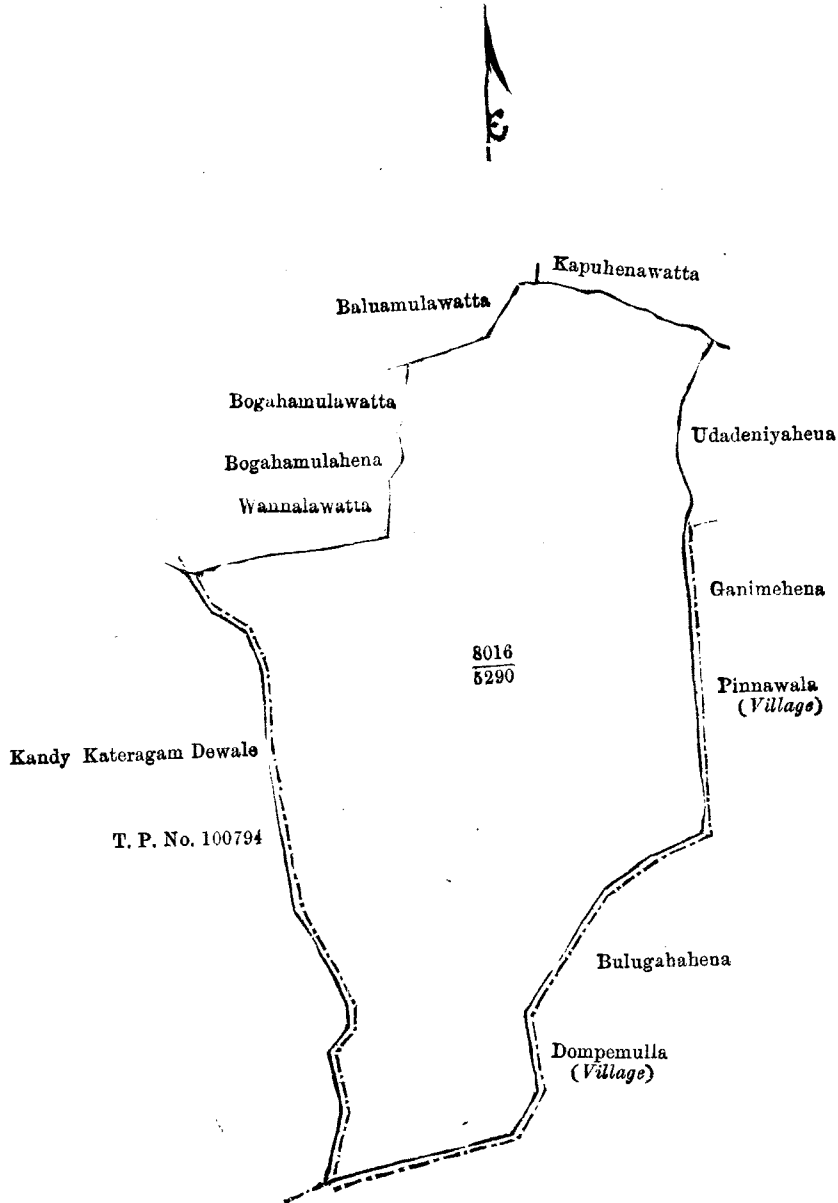 Kapuhenawatta
Baluamulawatta
Bogahamulawatta
Udadeniyahena
Bogahamulahena
Wannalawatta
Ganimehena
8016
5290
Pinnawala
(Village)
Kandy Kateragam Dewale
T. P. No. 100794
Bulugahahena
Dompemulla
(Village)